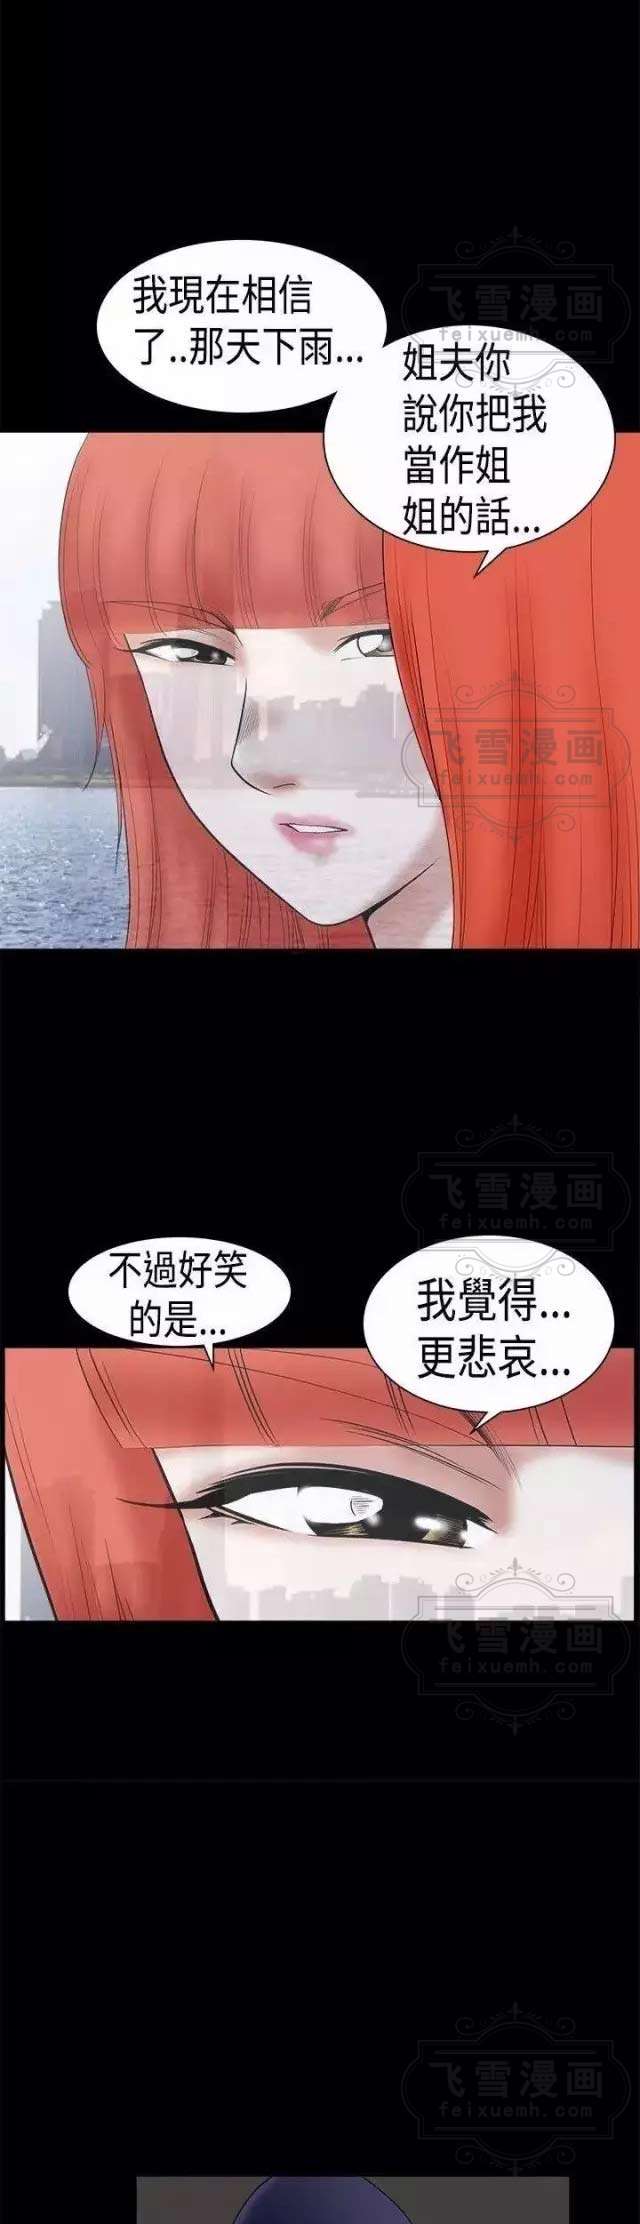 飞雪漫画
feixuemh.com
我現在相信
了..那天下雨...
姐夫你
說你把我
當作姐
姐的話...
飞雪漫画
feixuemh.com
飞雪漫画
feixuemh.com
不過好笑
的是...
我覺得...
更悲哀...
飞雪漫画
feixuemh.com
飞雪漫画
feixuemh.com